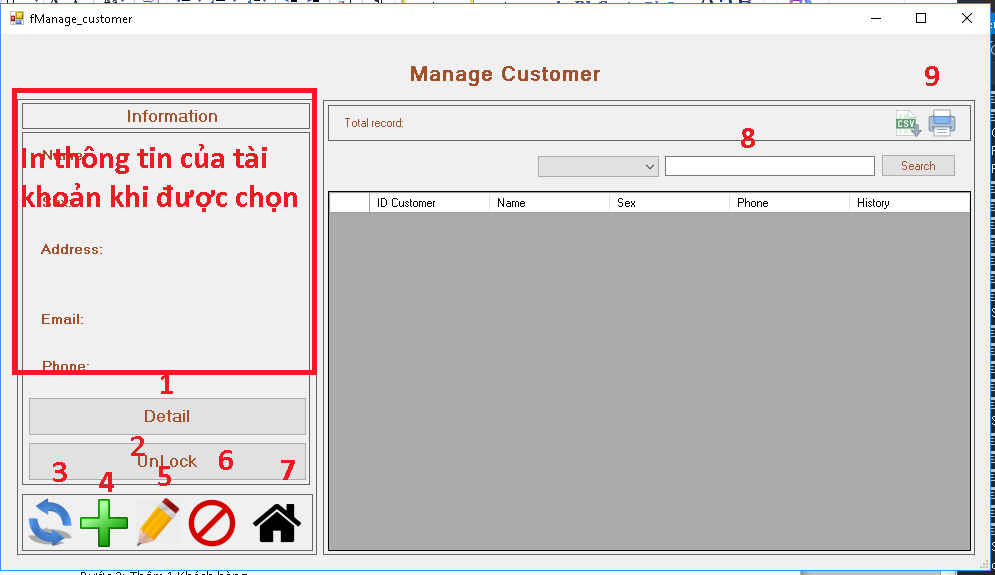 fManage_customer
Manage Customer
9
Information
Total record:
CSV
8
Name:
In thông tin của tài
khoản khi được chọn
Search
ID Customer Name Sex Phone History
Address:
Email:
Phone:
1
Detail
2
UnLock
3 4 5 6 7
Bước 3: Thêm 1 Khách hàng